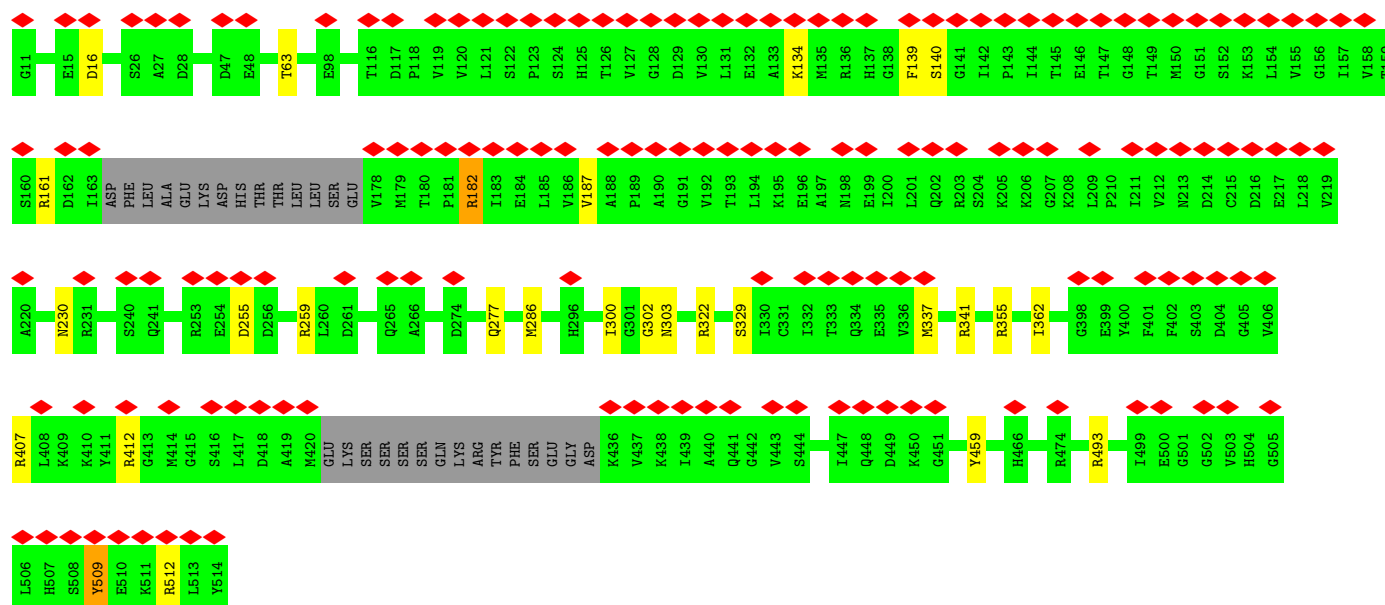 G11 E15 D16 S26 A27 D28 D47 E48 T63 E98 T116 D117 P118 V119 V120 L121 S122 P123 S124 H125 T126 V127 G128 D129 V130 L131 E132 A133 K134 M135 R136 H137 G138 F139 S140 G141 I142 P143 I144 T145 E146 T147 G148 T149 M150 G151 S152 K153 L154 V155 G156 I157 V158 T159
S160 R161 D162 I163 ASP PHE LEU ALA GLU LYS ASP HIS THR THR LEU LEU SER GLU V178 M179 T180 P181 R182 I183 E184 L185 V186 V187 A188 P189 A190 G191 V192 T193 L194 K195 E196 A197 N198 E199 I200 L201 Q202 R203 S204 K205 K206 G207 K208 L209 P210 I211 V212 N213 D214 C215 D216 E217 L218 V219
A220 N230 R231 S240 Q241 R253 E254 D255 D256 R259 L260 D261 Q265 A266 D274 Q277 M286 H296 I300 G301 G302 N303 R322 S329 I330 C331 I332 T333 Q334 E335 V336 M337 R341 R355 I362 G398 E399 Y400 F401 F402 S403 D404 G405 V406
R407 L408 K409 K410 Y411 R412 G413 M414 G415 S416 L417 D418 A419 M420 GLU LYS SER SER SER SER GLN LYS ARG TYR PHE SER GLU GLY ASP K436 V437 K438 I439 A440 Q441 G442 V443 S444 I447 Q448 D449 K450 G451 Y459 H466 R474 R493 I499 E500 G501 G502 V503 H504 G505
L506 H507 S508 Y509 E510 K511 R512 L513 Y514